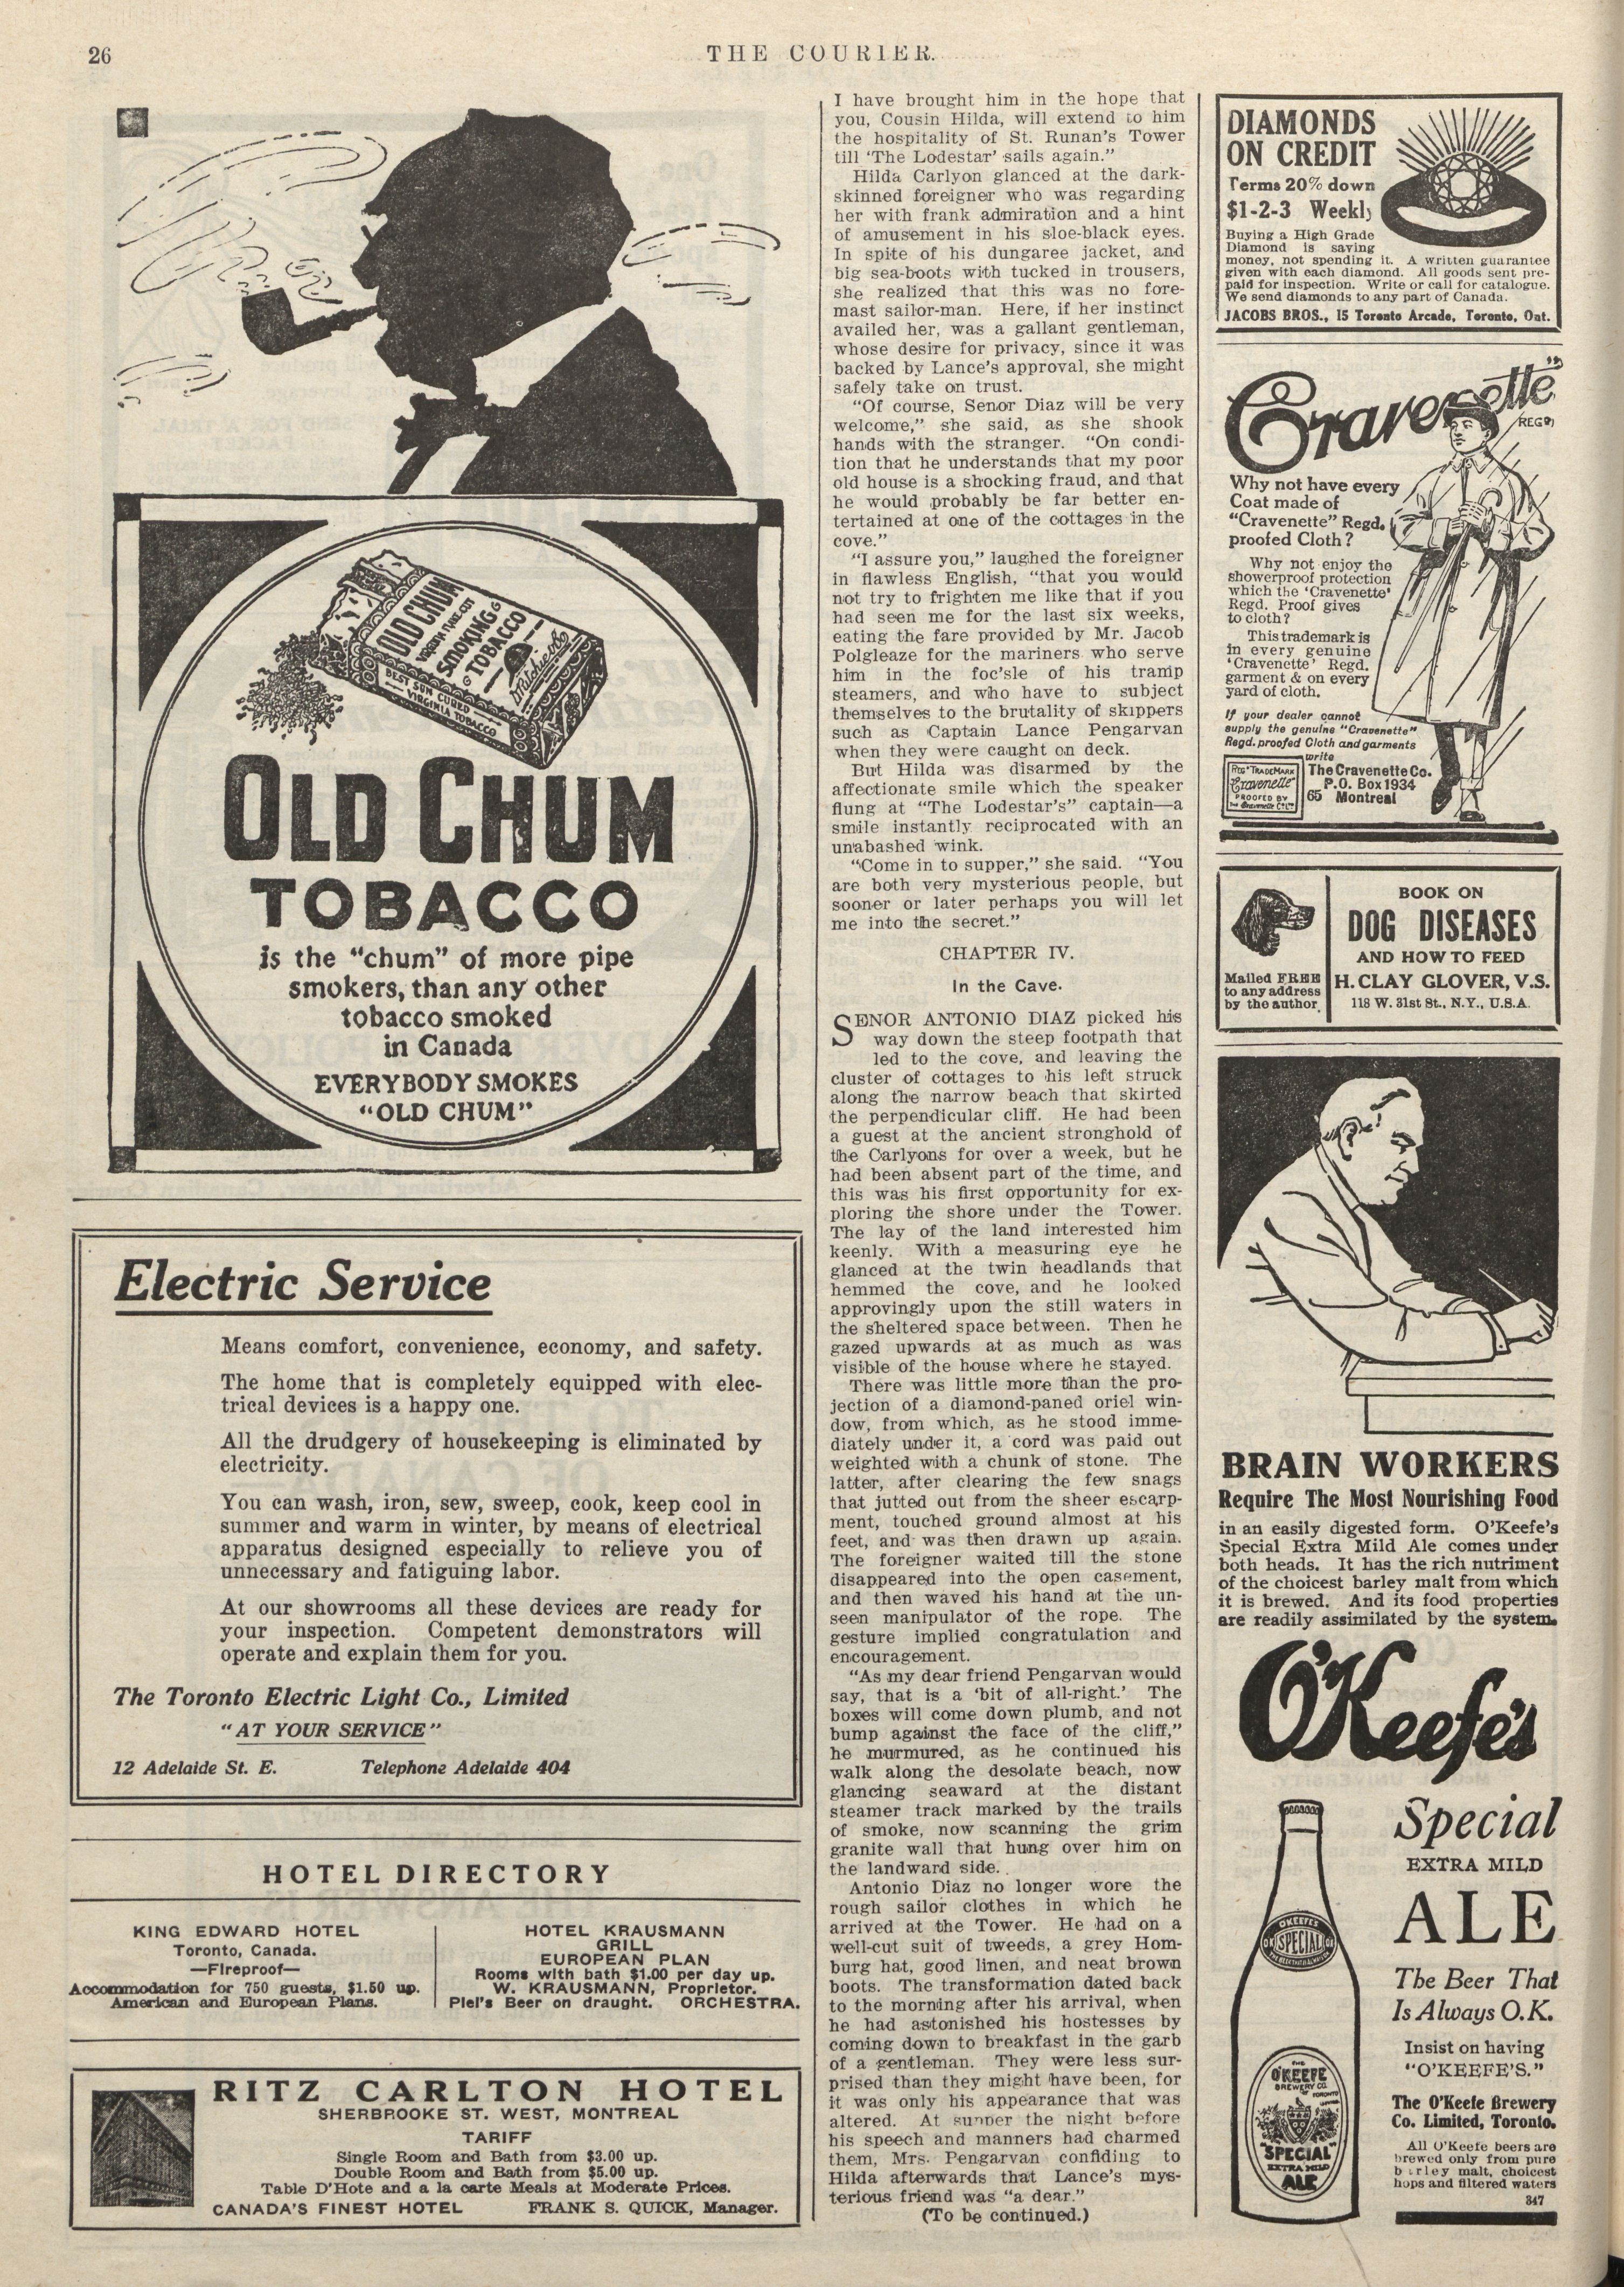 26
THE COURIER.
OLD CHUM
VIRGINIA FLAKE CUT
SMOKING
TOBACCO
BEST SUN CURED
VIRGINIA TOBACCO
OLD CHUM
TOBACCO
is the "chum" of more pipe
smokers, than any other
tobacco smoked
in Canada
EVERYBODY SMOKES
"OLD CHUM"
Electric Service
Means comfort, convenience, economy, and safety.
The home that is completely equipped with elec-
trical devices is a happy one.
All the drudgery of housekeeping is eliminated by
electricity.
You can wash, iron, sew, sweep, cook, keep cool in
summer and warm in winter, by means of electrical
apparatus designed especially to relieve you of
unnecessary and fatiguing labor.
At our showrooms all these devices are ready for
your inspection. Competent demonstrators will
operate and explain them for you.
The Toronto Electric Light Co., Limited
"AT YOUR SERVICE"
12 Adelaide St. E. Telephone Adelaide 404
HOTEL DIRECTORY
KING EDWARD HOTEL
Toronto, Canada.
—Fireproof—
Accommodation for 750 guests, $1.50 up.
American and European Plans.
HOTEL KRAUSMANN
GRILL
EUROPEAN PLAN
Rooms with bath $1.00 per day up.
W. KRAUSMANN, Proprietor.
Piel's Beer on draught. ORCHESTRA.
RITZ CARLTON HOTEL
SHERBROOKE ST. WEST, MONTREAL
TARIFF
Single Room and Bath from $3.00 up.
Double Room and Bath from $5.00 up.
Table D'Hote and a la carte Meals at Moderate Prices.
CANADA'S FINEST HOTEL FRANK S. QUICK, Manager.
I have brought him in the hope that
you, Cousin Hilda, will extend to him
the hospitality of St. Runan's Tower
till 'The Lodestar' sails again."
Hilda Carlyon glanced at the dark-
skinned foreigner who was regarding
her with frank admiration and a hint
of amusement in his sloe-black eyes.
In spite of his dungaree jacket, and
big sea-boots with tucked in trousers,
she realized that this was no fore-
mast sailor-man. Here, if her instinct
availed her, was a gallant gentleman,
whose desire for privacy, since it was
backed by Lance's approval, she might
safely take on trust.
"Of course, Senor Diaz will be very
welcome," she said, as she shook
hands with the stranger. "On condi-
tion that he understands that my poor
old house is a shocking fraud, and that
he would probably be far better en-
tertained at one of the cottages in the
cove."
"I assure you," laughed the foreigner
in flawless English, "that you would
not try to frighten me like that if you
had seen me for the last six weeks,
eating the fare provided by Mr. Jacob
Polgleaze for the mariners who serve
him in the foc'sle of his tramp
steamers, and who have to subject
themselves to the brutality of skippers
such as Captain Lance Pengarvan
when they were caught on deck.
But Hilda was disarmed by the
affectionate smile which the speaker
flung at "The Lodestar's" captain—a
smile instantly reciprocated with an
unabashed wink.
"Come in to supper," she said. "You
are both very mysterious people, but
sooner or later perhaps you will let
me into the secret."
CHAPTER IV.
In the Cave.
SENOR ANTONIO DIAZ picked his
way down the steep footpath that
led to the cove, and leaving the
cluster of cottages to his left struck
along the narrow beach that skirted
the perpendicular cliff. He had been
a guest at the ancient stronghold of
the Carlyons for over a week, but he
had been absent part of the time, and
this was his first opportunity for ex-
ploring the shore under the Tower.
The lay of the land interested him
keenly. With a measuring eye he
glanced at the twin headlands that
hemmed the cove, and he looked
approvingly upon the still waters in
the sheltered space between. Then he
gazed upwards at as much as was
visible of the house where he stayed.
There was little more than the pro-
jection of a diamond-paned oriel win-
dow, from which, as he stood imme-
diately under it, a cord was paid out
weighted with a chunk of stone. The
latter, after clearing the few snags
that jutted out from the sheer escarp-
ment, touched ground almost at his
feet, and was then drawn up again.
The foreigner waited till the stone
disappeared into the open casement,
and then waved his hand at the un-
seen manipulator of the rope. The
gesture implied congratulation and
encouragement.
"As my dear friend Pengarvan would
say, that is a 'bit of all-right.' The
boxes will come down plumb, and not
bump against the face of the cliff,"
he murmured, as he continued his
walk along the desolate beach, now
glancing seaward at the distant
steamer track marked by the trails
of smoke, now scanning the grim
granite wall that hung over him on
the landward side.
Antonio Diaz no longer wore the
rough sailor clothes in which he
arrived at the Tower. He had on a
well-cut suit of tweeds, a grey Hom-
burg hat, good linen, and neat brown
boots. The transformation dated back
to the morning after his arrival, when
he had astonished his hostesses by
coming down to breakfast in the garb
of a gentleman. They were less sur-
prised than they might have been, for
it was only his appearance that was
altered. At supper the night before
his speech and manners had charmed
them, Mrs. Pengarvan confiding to
Hilda afterwards that Lance's mys-
terious friend was "a dear."
(To be continued.)
DIAMONDS
ON CREDIT
Terms 20% down
$1-2-3 Weekly
Buying a High Grade
Diamond is saving
money, not spending it. A written guarantee
given with each diamond. All goods sent pre-
paid for inspection. Write or call for catalogue.
We send diamonds to any part of Canada.
JACOBS BROS., 15 Toronto Arcade, Toronto, Ont.
"Cravenette"
REGD
Why not have every
Coat made of
"Cravenette" Regd.
proofed Cloth?
Why not enjoy the
showerproof protection
which the 'Cravenette'
Regd. Proof gives
to cloth?
This trademark is
in every genuine
'Cravenette' Regd.
garment & on every
yard of cloth.
If your dealer cannot
supply the genuine "Cravenette"
Regd. proofed Cloth and garments
write
The Cravenette Co.
P.O. Box 1934
65 Montreal
REGD TRADEMARK
Cravenette
PROOFED BY
The Cravenette Co. Ltd.
Mailed FREE
to any address
by the author.
BOOK ON
DOG DISEASES
AND HOW TO FEED
H. CLAY GLOVER, V.S.
118 W. 31st St., N.Y., U.S.A.
BRAIN WORKERS
Require The Most Nourishing Food
in an easily digested form. O'Keefe's
Special Extra Mild Ale comes under
both heads. It has the rich nutriment
of the choicest barley malt from which
it is brewed. And its food properties
are readily assimilated by the system.
O'Keefe's
Special
EXTRA MILD
ALE
The Beer That
Is Always O.K.
Insist on having
"O'KEEFE'S."
The O'Keefe Brewery
Co. Limited, Toronto.
All O'Keefe beers are
brewed only from pure
barley malt, choicest
hops and filtered waters
347
O'KEEFES
SPECIAL
THE
O'KEEFE
BREWERY CO.
TORONTO
"SPECIAL"
EXTRA MILD
ALE